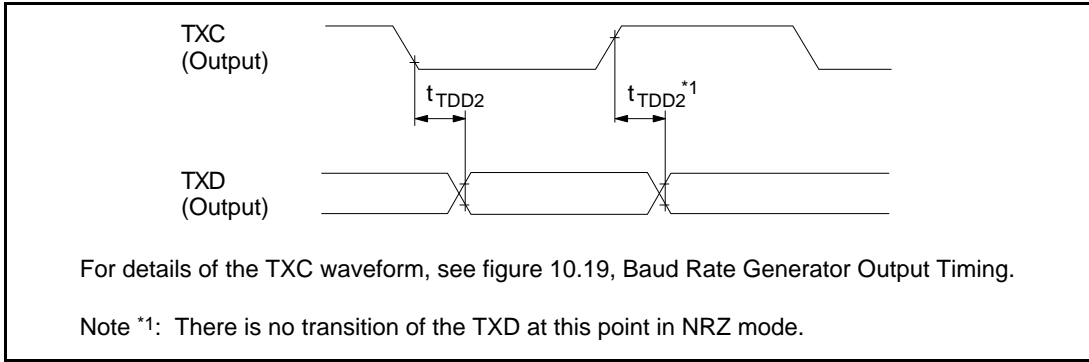 TXC
(Output)
tTDD2
tTDD2*1
TXD
(Output)
For details of the TXC waveform, see figure 10.19, Baud Rate Generator Output Timing.
Note *1: There is no transition of the TXD at this point in NRZ mode.